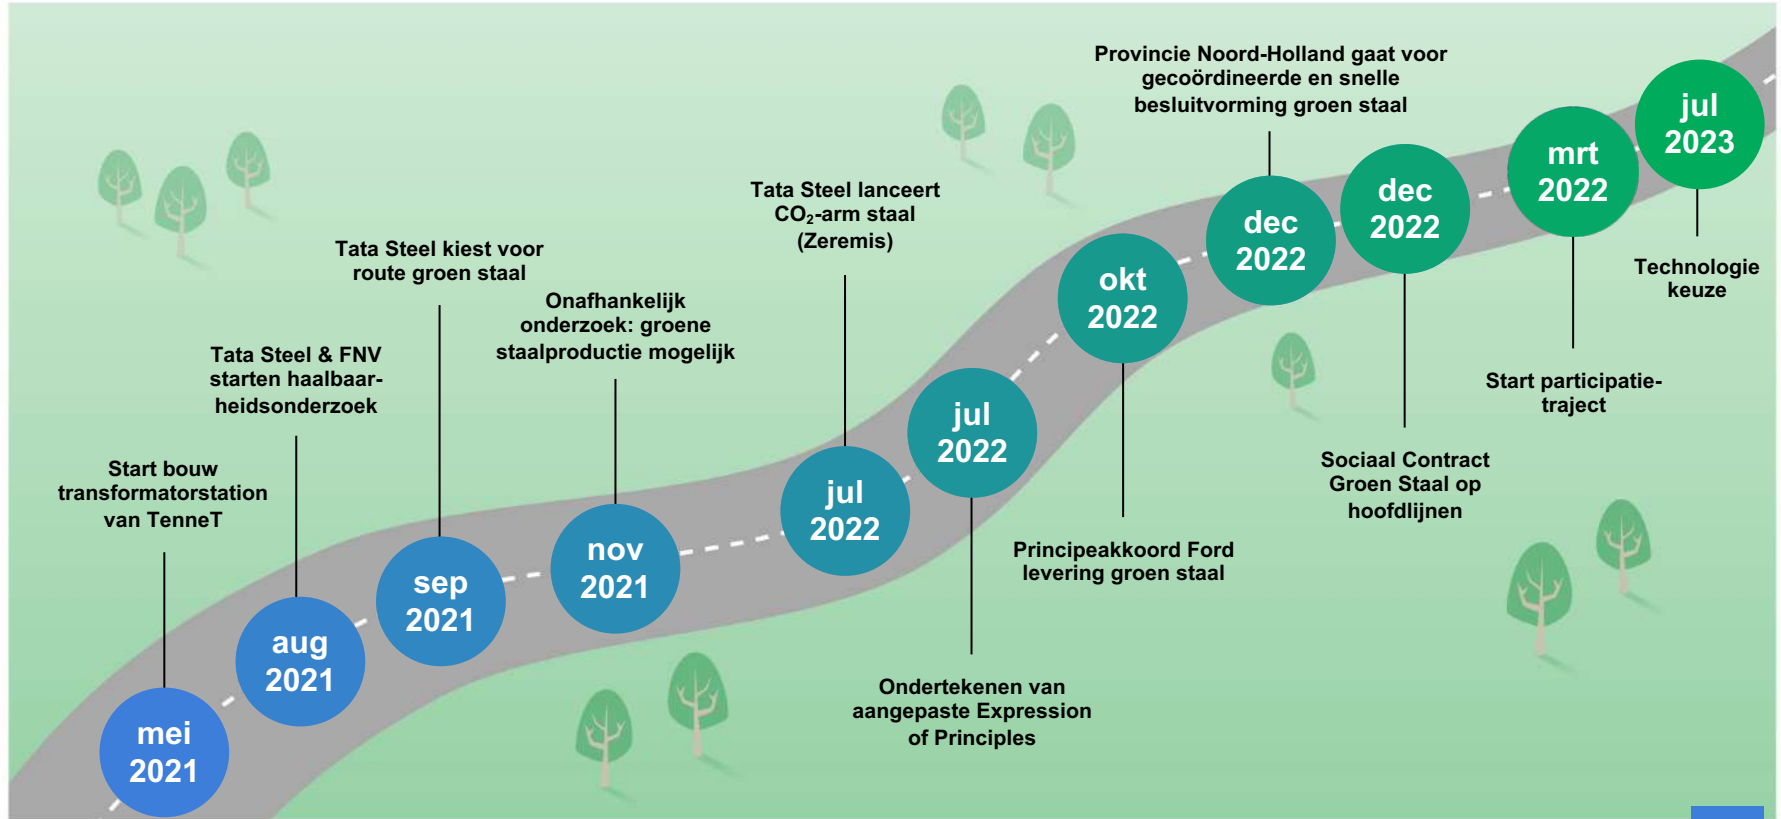 Start bouw
transformatorstation
van TenneT
mei
2021
Tata Steel & FNV
starten haalbaar-
heidsonderzoek
aug
2021
Tata Steel kiest voor
route groen staal
sep
2021
Onafhankelijk
onderzoek: groene
staalproductie mogelijk
nov
2021
Tata Steel lanceert
CO₂-arm staal
(Zeremis)
jul
2022
jul
2022
Ondertekenen van
aangepaste Expression
of Principles
okt
2022
Principeakkoord Ford
levering groen staal
Provincie Noord-Holland gaat voor
gecoördineerde en snelle
besluitvorming groen staal
dec
2022
dec
2022
Sociaal Contract
Groen Staal op
hoofdlijnen
mrt
2022
Start participatie-
traject
jul
2023
Technologie
keuze